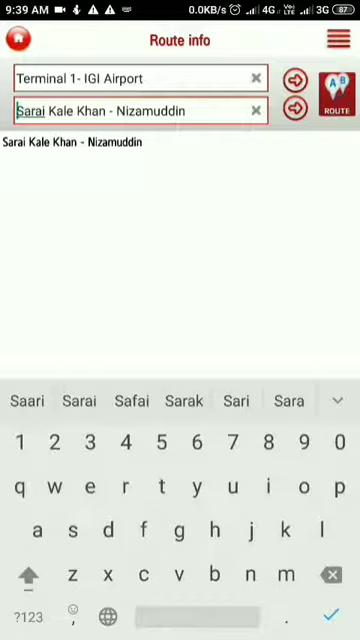 9:39 AM 0.0KB/s 4G VoLTE 3G 87
Route info
Terminal 1- IGI Airport
Sarai Kale Khan - Nizamuddin
A B
ROUTE
Sarai Kale Khan - Nizamuddin
Saari Sarai Safai Sarak Sari Sara
1 2 3 4 5 6 7 8 9 0
q w e r t y u i o p
a s d f g h j k l
z x c v b n m
?123 , .